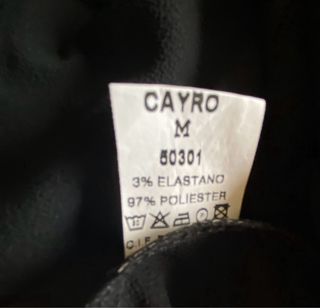 CAYRO
M
50301
3% ELASTANO
97% POLIESTER
C.I.F.